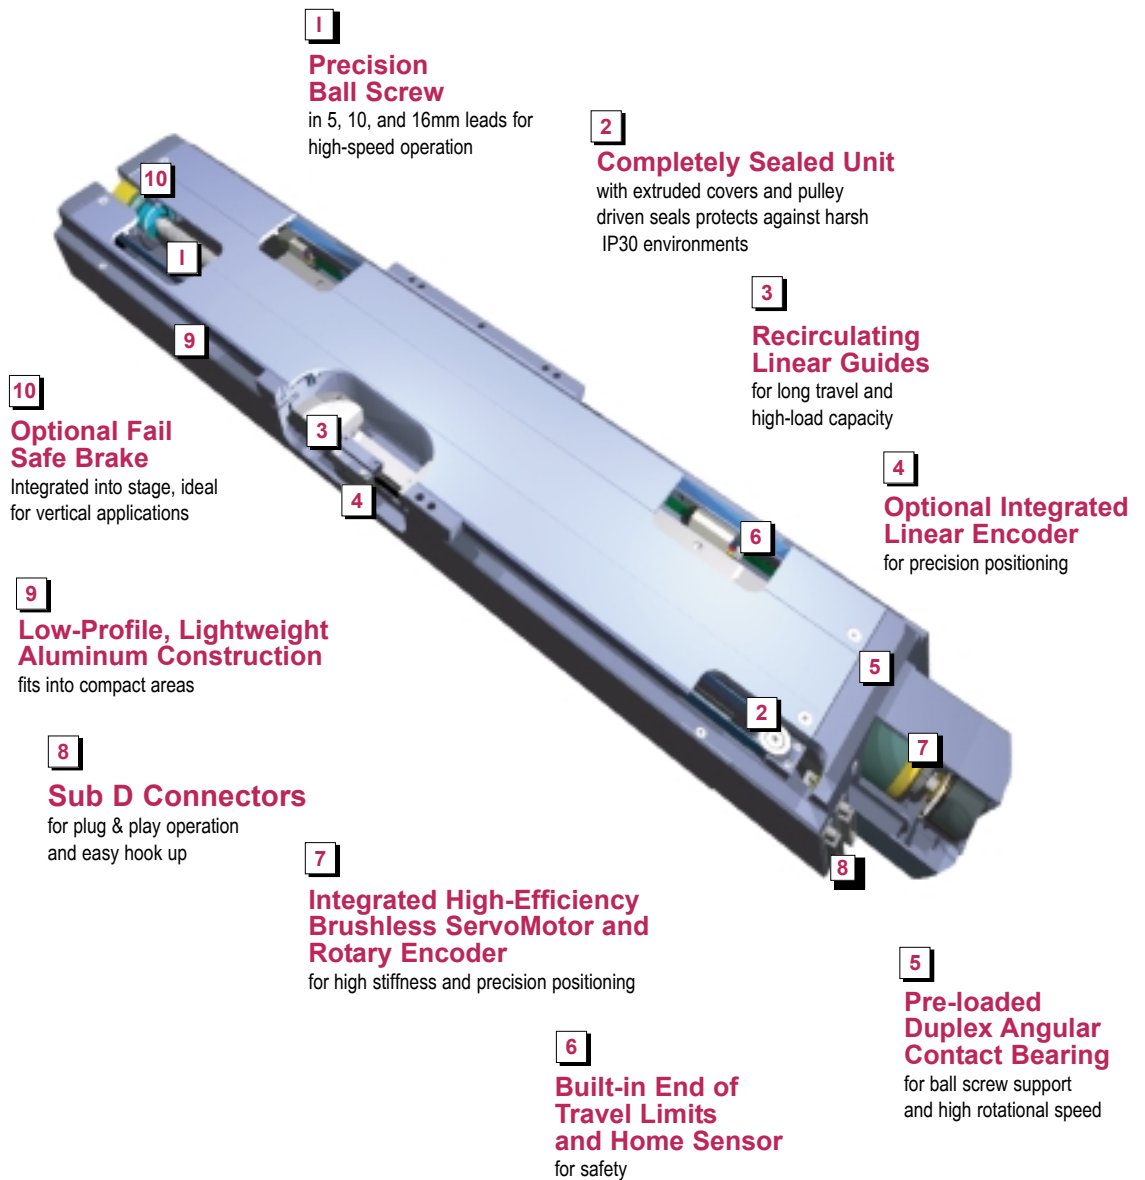 I
Precision
Ball Screw
in 5, 10, and 16mm leads for
high-speed operation
2
Completely Sealed Unit
with extruded covers and pulley
driven seals protects against harsh
IP30 environments
3
Recirculating
Linear Guides
for long travel and
high-load capacity
4
Optional Integrated
Linear Encoder
for precision positioning
5
Pre-loaded
Duplex Angular
Contact Bearing
for ball screw support
and high rotational speed
6
Built-in End of
Travel Limits
and Home Sensor
for safety
7
Integrated High-Efficiency
Brushless ServoMotor and
Rotary Encoder
for high stiffness and precision positioning
8
Sub D Connectors
for plug & play operation
and easy hook up
9
Low-Profile, Lightweight
Aluminum Construction
fits into compact areas
10
Optional Fail
Safe Brake
Integrated into stage, ideal
for vertical applications
10
I
9
3
4
6
5
2
7
8